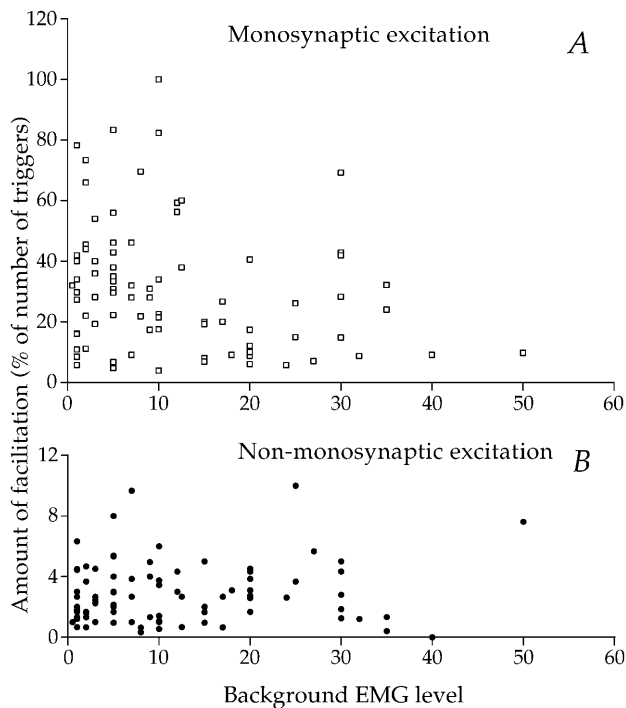 Monosynaptic excitation
A
120
100
80
60
40
20
0
0 10 20 30 40 50 60
Amount of facilitation (% of number of triggers)
Non-monosynaptic excitation
B
12
8
4
0
0 10 20 30 40 50 60
Background EMG level